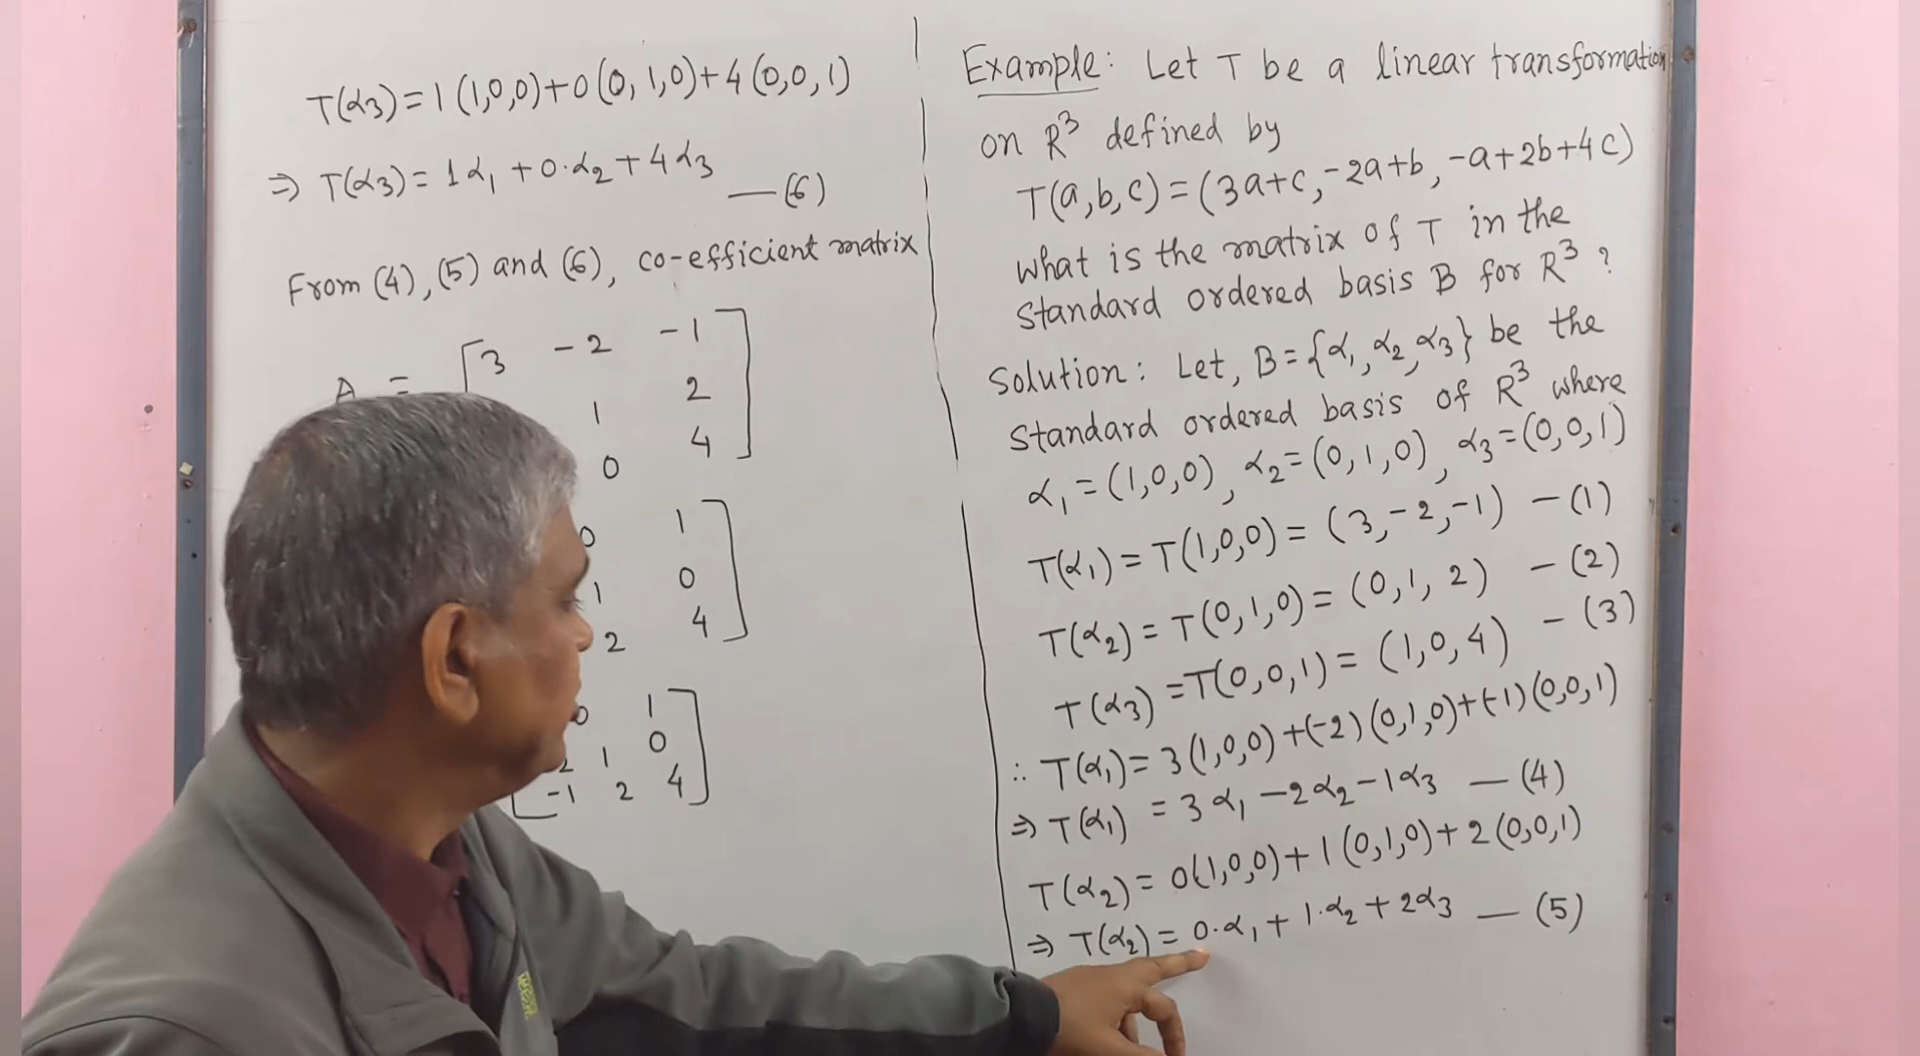 T(α3)=1(1,0,0)+0(0,1,0)+4(0,0,1)
⇒ T(α3)=1α1+0·α2+4α3 —(6)
From (4),(5) and (6), co-efficient matrix
A = [3 -2 -1
1 2
0 4]
0 1
1 0
2 4]
0 1
2 1 0
[-1 2 4]
Example: Let T be a linear transformation
on R³ defined by
T(a,b,c)=(3a+c,-2a+b,-a+2b+4c)
what is the matrix of T in the
standard ordered basis B for R³?
Solution: Let, B={α1,α2,α3} be the
standard ordered basis of R³ where
α1=(1,0,0), α2=(0,1,0), α3=(0,0,1)
T(α1)=T(1,0,0)=(3,-2,-1) —(1)
T(α2)=T(0,1,0)=(0,1,2) —(2)
T(α3)=T(0,0,1)=(1,0,4) —(3)
∴ T(α1)=3(1,0,0)+(-2)(0,1,0)+(-1)(0,0,1)
⇒ T(α1)=3α1-2α2-1α3 —(4)
T(α2)=0(1,0,0)+1(0,1,0)+2(0,0,1)
⇒ T(α2)=0·α1+1·α2+2α3 —(5)